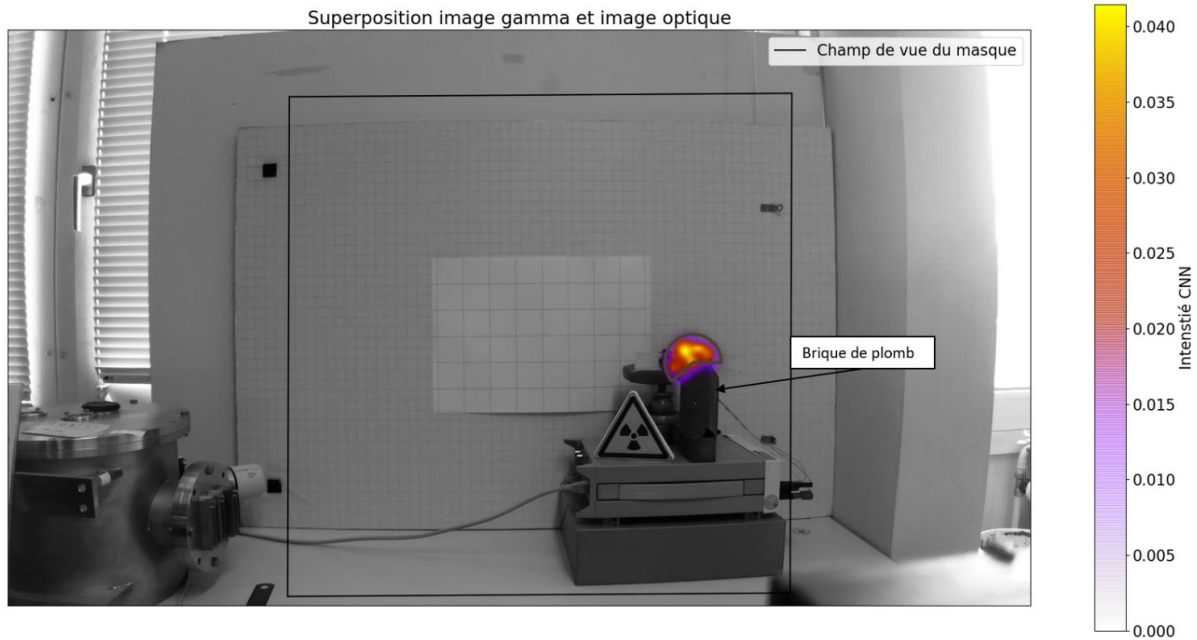 Superposition image gamma et image optique
Champ de vue du masque
Brique de plomb
0.040
0.035
0.030
0.025
0.020
0.015
0.010
0.005
0.000
Intenstié CNN